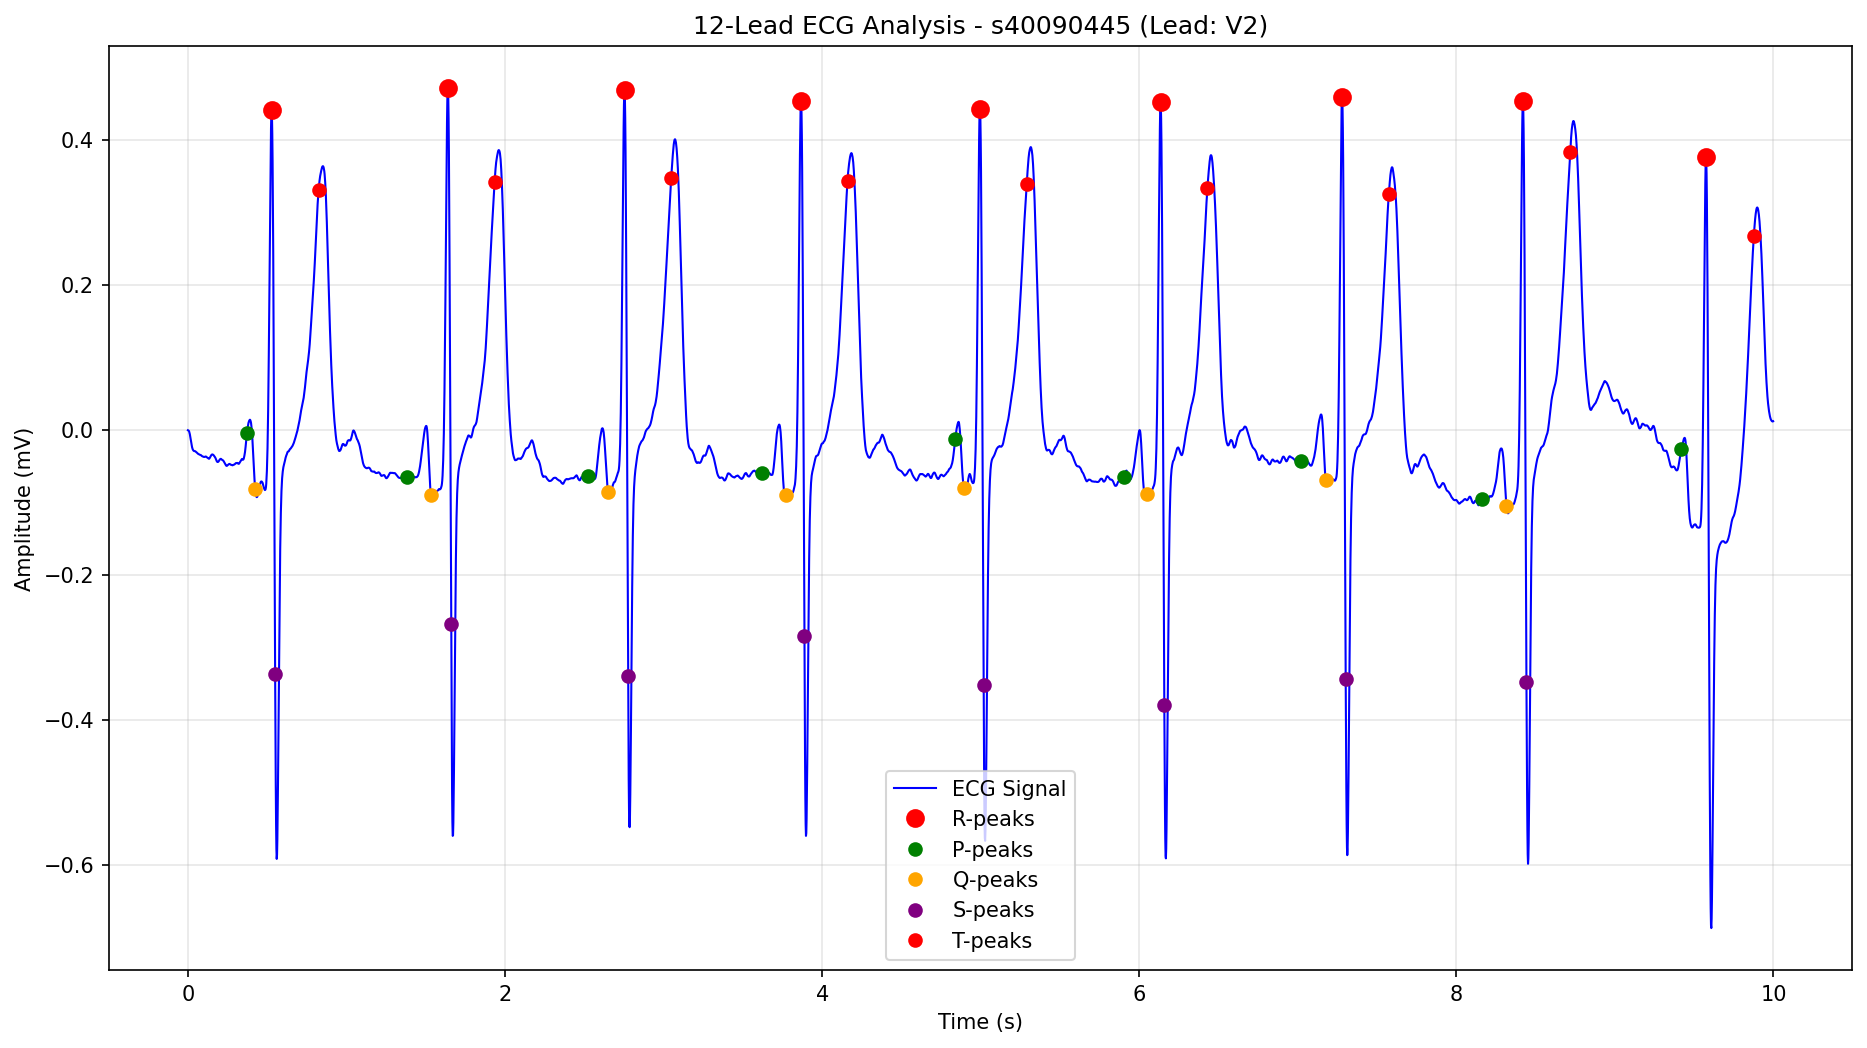 12-Lead ECG Analysis - s40090445 (Lead: V2)
Amplitude (mV)
0.4
0.2
0.0
−0.2
−0.4
−0.6
ECG Signal
R-peaks
P-peaks
Q-peaks
S-peaks
T-peaks
0 2 4 6 8 10
Time (s)